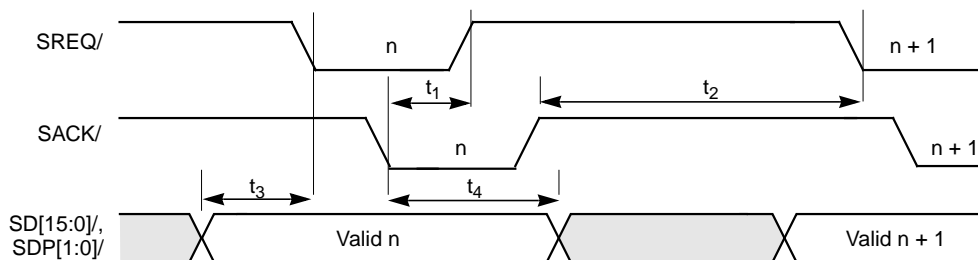 SREQ/
n
n + 1
t1
t2
SACK/
n
n + 1
t3
t4
SD[15:0]/,
SDP[1:0]/
Valid n
Valid n + 1